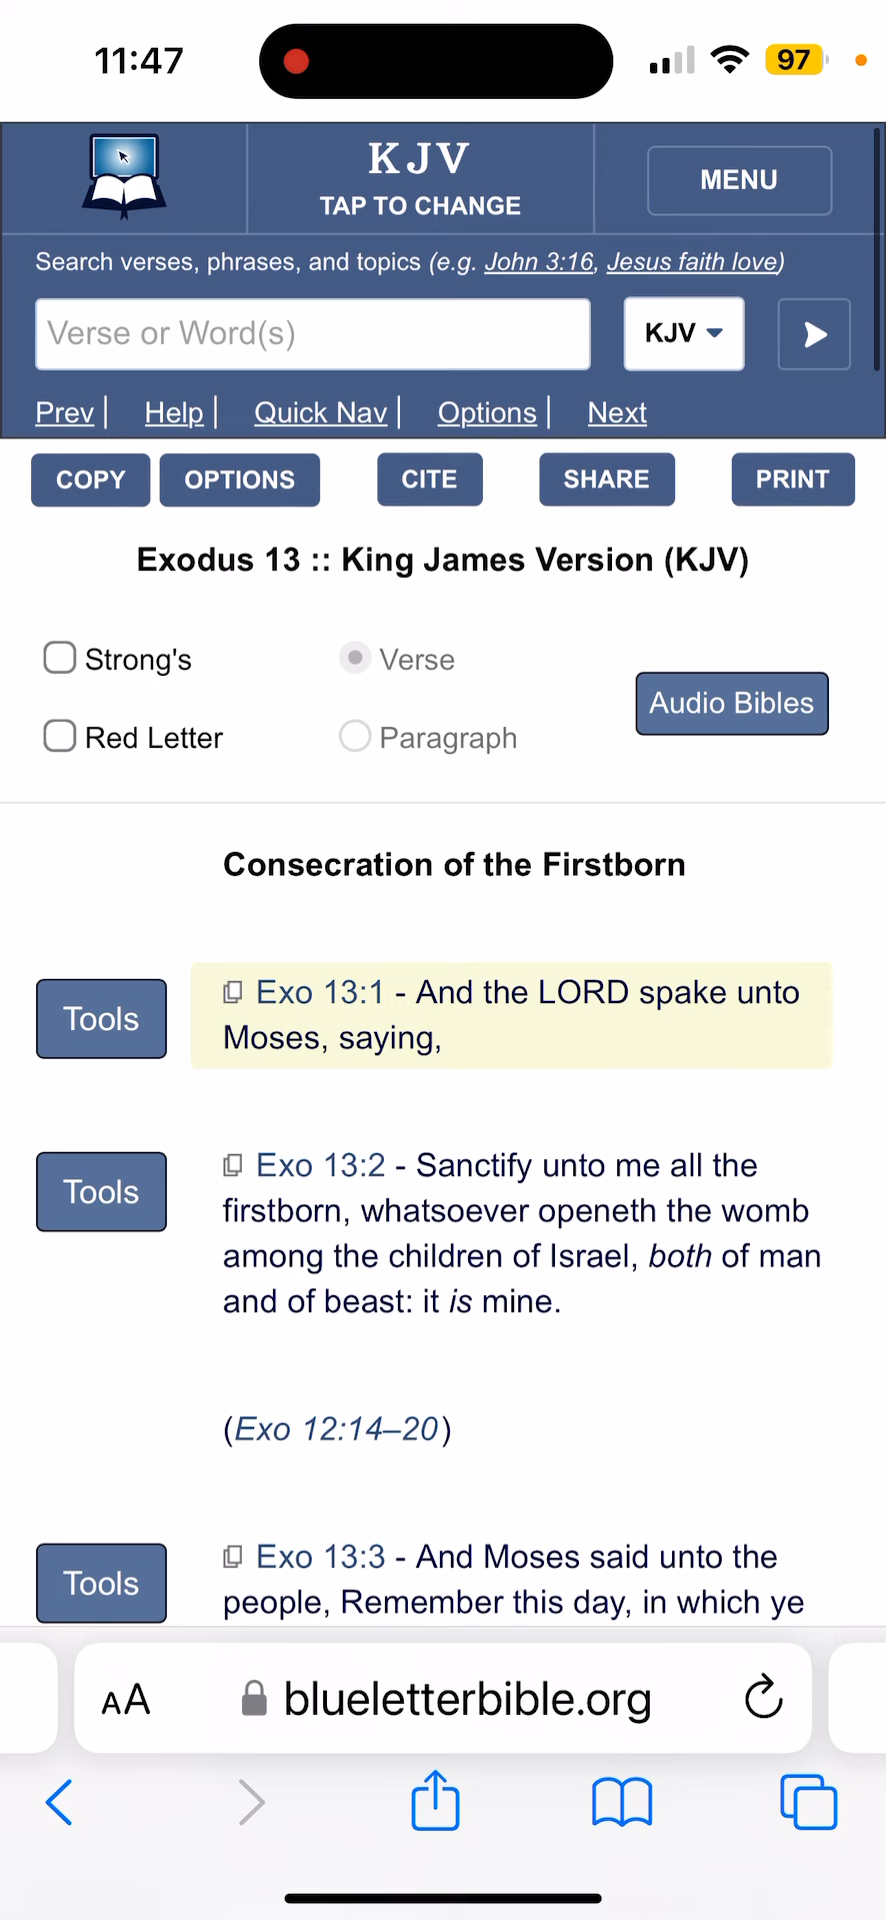 11:47
97
KJV
TAP TO CHANGE
MENU
Search verses, phrases, and topics (e.g. John 3:16, Jesus faith love)
Verse or Word(s)
KJV
Prev | Help | Quick Nav | Options | Next
COPY OPTIONS CITE SHARE PRINT
Exodus 13 :: King James Version (KJV)
Strong's
Verse
Red Letter
Paragraph
Audio Bibles
Consecration of the Firstborn
Tools
Exo 13:1 - And the LORD spake unto
Moses, saying,
Tools
Exo 13:2 - Sanctify unto me all the
firstborn, whatsoever openeth the womb
among the children of Israel, both of man
and of beast: it is mine.
(Exo 12:14–20)
Tools
Exo 13:3 - And Moses said unto the
people, Remember this day, in which ye
AA blueletterbible.org